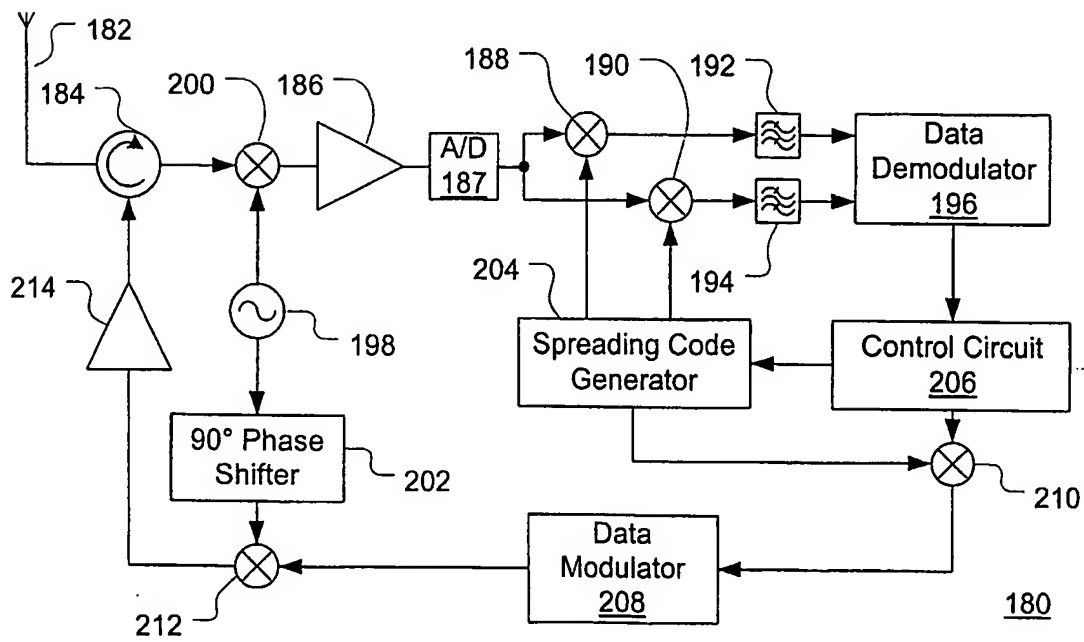 182
184
200
186
188
190
192
A/D
187
Data
Demodulator
196
194
204
214
198
Spreading Code
Generator
Control Circuit
206
90° Phase
Shifter
202
210
Data
Modulator
208
212
180